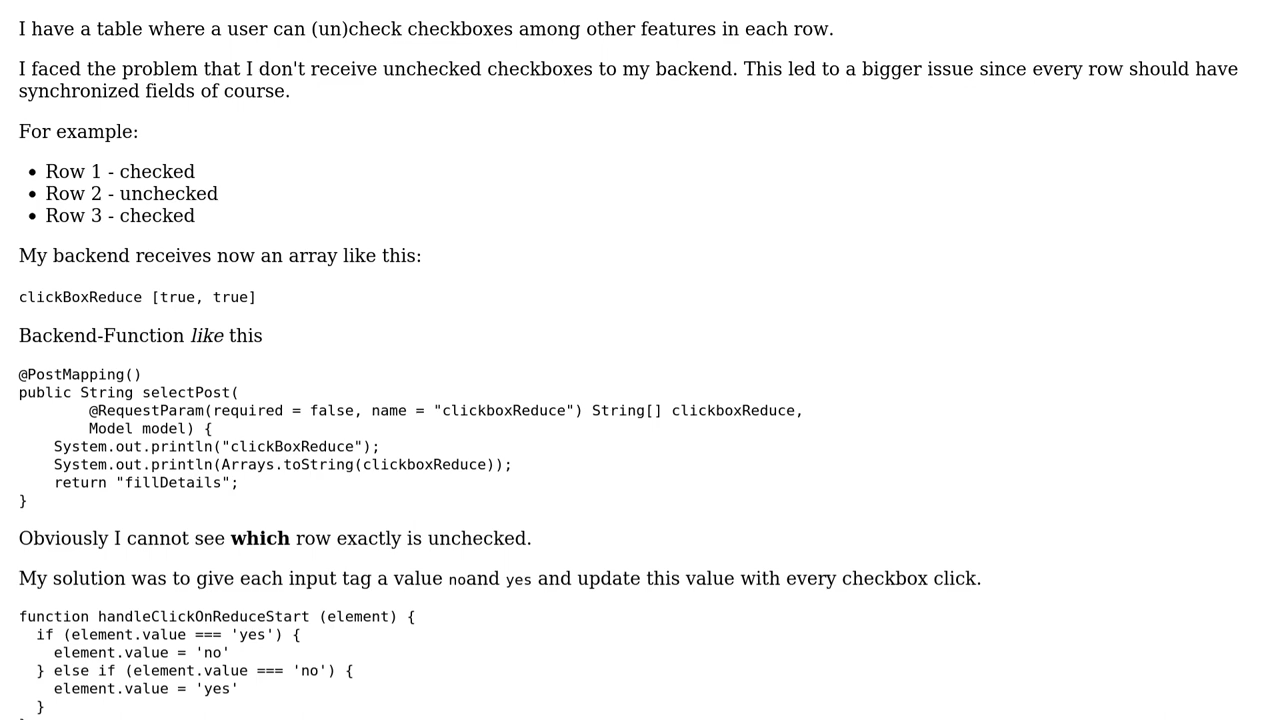 I have a table where a user can (un)check checkboxes among other features in each row.
I faced the problem that I don't receive unchecked checkboxes to my backend. This led to a bigger issue since every row should have
synchronized fields of course.
For example:
• Row 1 - checked
• Row 2 - unchecked
• Row 3 - checked
My backend receives now an array like this:
clickBoxReduce [true, true]
Backend-Function like this
@PostMapping()
public String selectPost(
        @RequestParam(required = false, name = "clickboxReduce") String[] clickboxReduce,
        Model model) {
    System.out.println("clickBoxReduce");
    System.out.println(Arrays.toString(clickboxReduce));
    return "fillDetails";
}
Obviously I cannot see which row exactly is unchecked.
My solution was to give each input tag a value noand yes and update this value with every checkbox click.
function handleClickOnReduceStart (element) {
  if (element.value === 'yes') {
    element.value = 'no'
  } else if (element.value === 'no') {
    element.value = 'yes'
  }